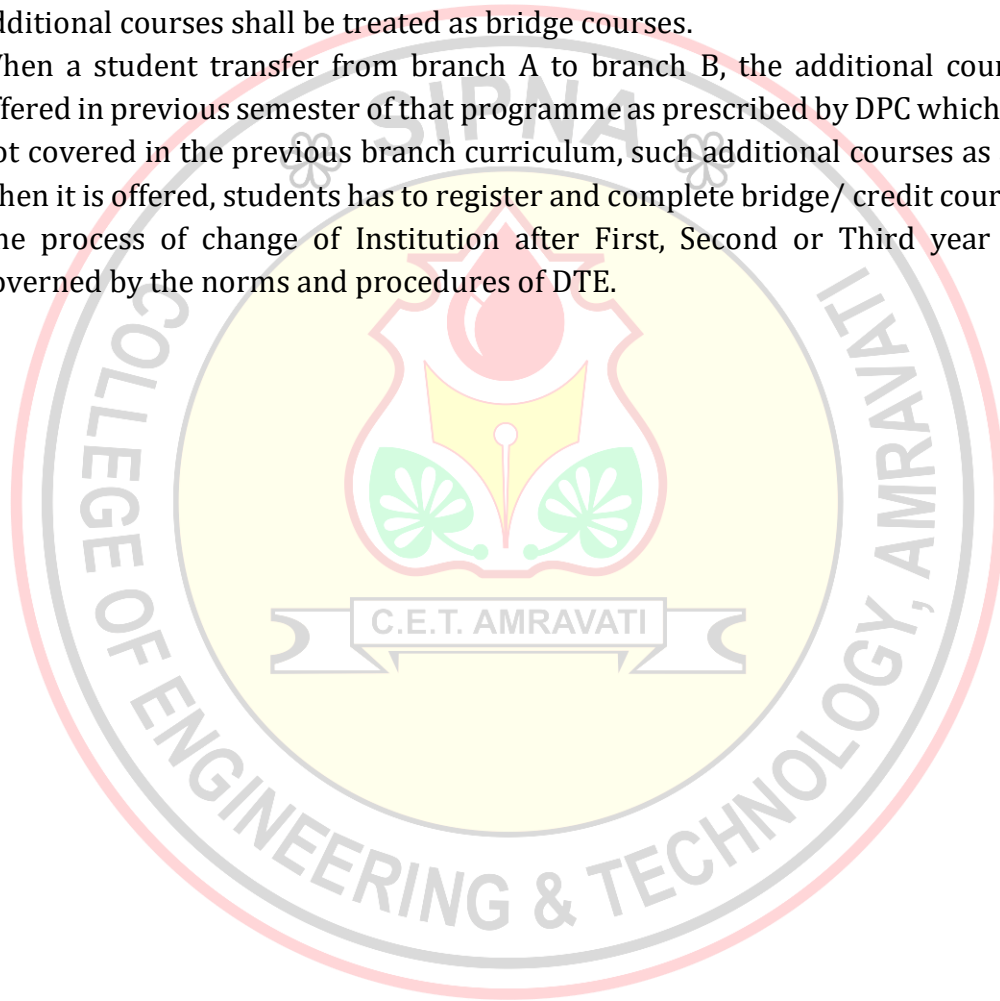 dditional courses shall be treated as bridge courses.
hen a student transfer from branch A to branch B, the additional cour
ffered in previous semester of that programme as prescribed by DPC which
ot covered in the previous branch curriculum, such additional courses as
hen it is offered, students has to register and complete bridge/ credit cour
he process of change of Institution after First, Second or Third year
overned by the norms and procedures of DTE.
SIPNA
COLLEGE OF ENGINEERING & TECHNOLOGY, AMRAVATI
C.E.T. AMRAVATI